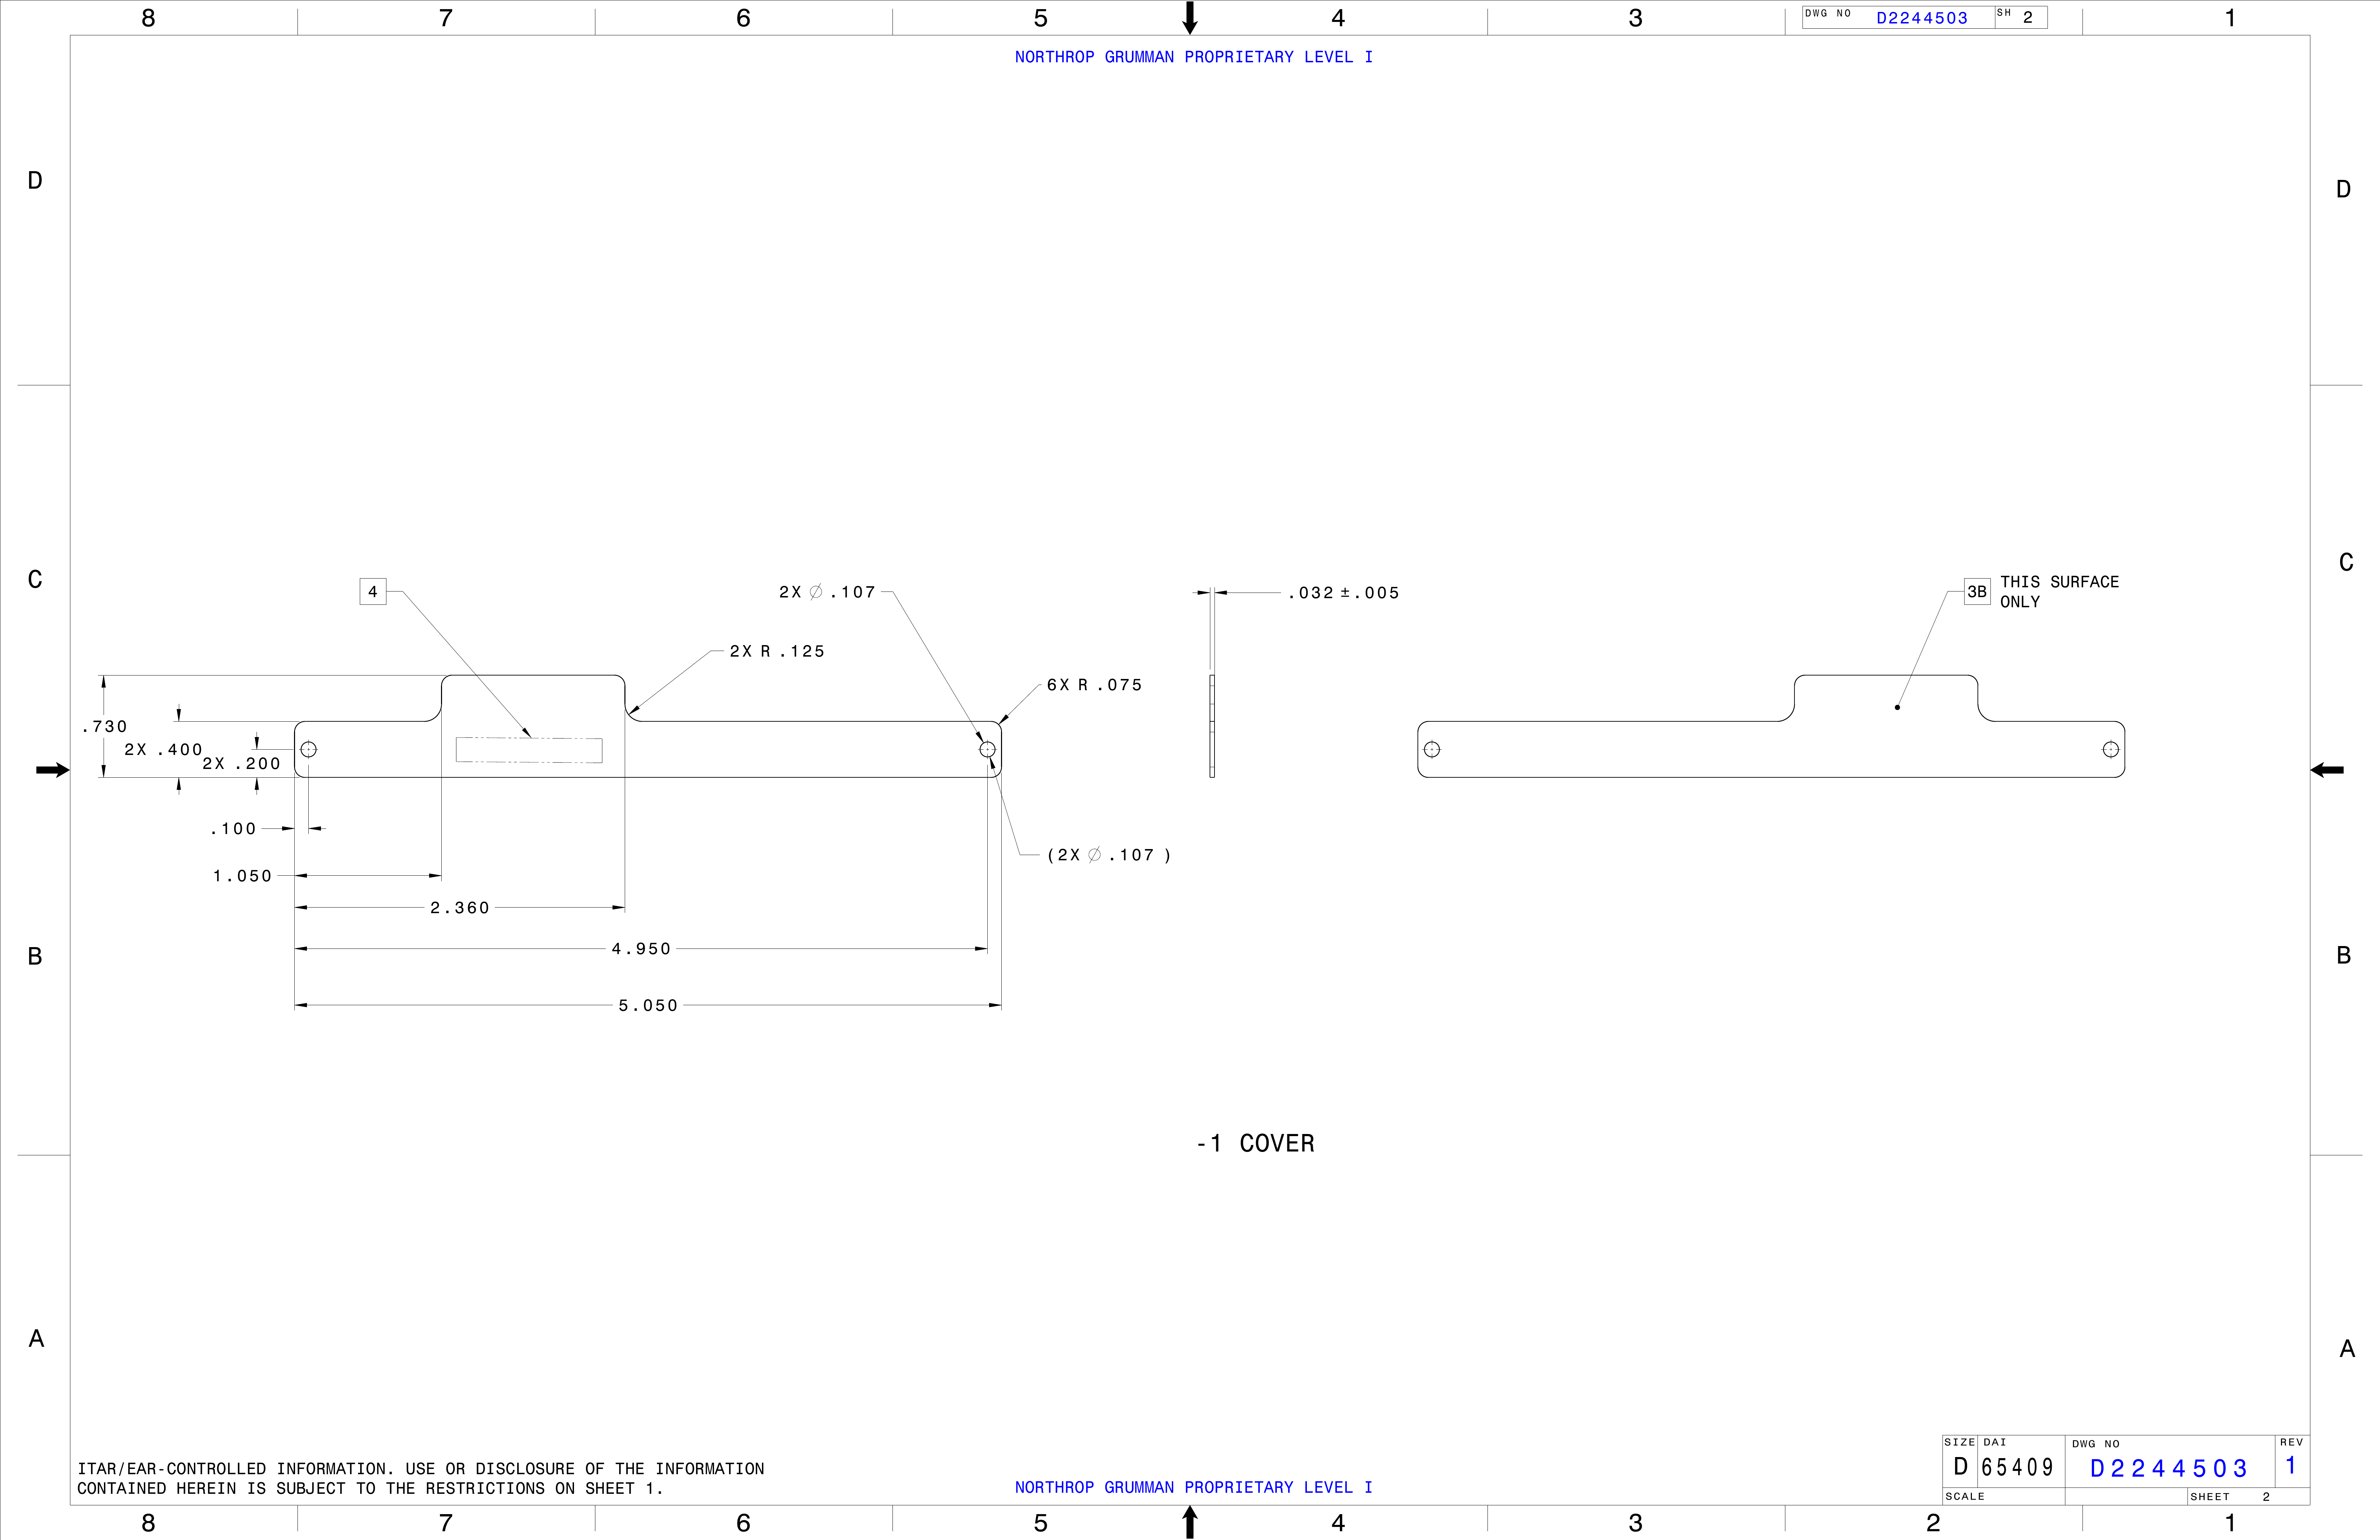 8 7 6 5 4 3 DWG NO D2244503 SH 2 1
NORTHROP GRUMMAN PROPRIETARY LEVEL I
D D
C C
4 2X ∅ .107 .032 ±.005 3B THIS SURFACE
ONLY
2X R .125
6X R .075
.730
2X .400
2X .200
.100
(2X ∅ .107 )
1.050
2.360
4.950
B B
5.050
-1 COVER
A A
SIZE DAI DWG NO REV
D 65409 D2244503 1
SCALE SHEET 2
ITAR/EAR-CONTROLLED INFORMATION. USE OR DISCLOSURE OF THE INFORMATION
CONTAINED HEREIN IS SUBJECT TO THE RESTRICTIONS ON SHEET 1.
NORTHROP GRUMMAN PROPRIETARY LEVEL I
8 7 6 5 4 3 2 1